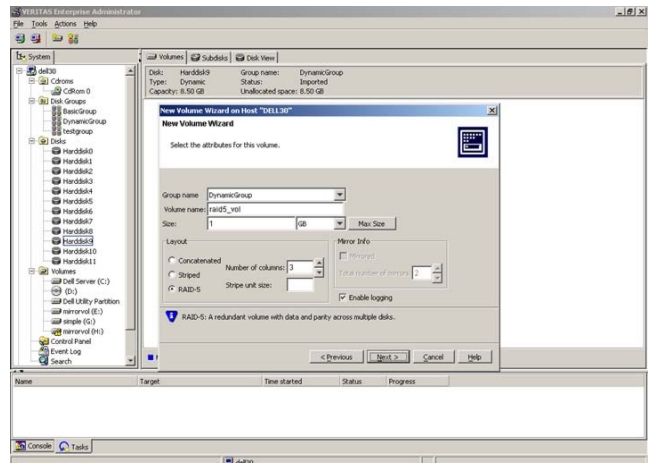 VERITAS Enterprise Administrator
File Tools Actions Help
System
Volumes Subdisks Disk View
dell30
Cdroms
CdRom 0
Disk Groups
BasicGroup
DynamicGroup
testgroup
Disks
Harddisk0
Harddisk1
Harddisk2
Harddisk3
Harddisk4
Harddisk5
Harddisk6
Harddisk7
Harddisk8
Harddisk9
Harddisk10
Harddisk11
Volumes
Dell Server (C:)
(D:)
Dell Utility Partition
mirrorvol (E:)
simple (G:)
mirrorvol (H:)
Control Panel
Event Log
Search
Disk: Harddisk9 Group name: DynamicGroup
Type: Dynamic Status: Imported
Capacity: 8.50 GB Unallocated space: 8.50 GB
New Volume Wizard on Host "DELL30"
New Volume Wizard
Select the attributes for this volume.
Group name DynamicGroup
Volume name: raid5_vol
Size: 1 GB Max Size
Layout
Concatenated
Striped
RAID-5
Number of columns: 3
Stripe unit size:
Mirror Info
Mirrored
Total number of mirrors: 2
Enable logging
RAID-5: A redundant volume with data and parity across multiple disks.
< Previous Next > Cancel Help
Name Target Time started Status Progress
Console Tasks
dell30